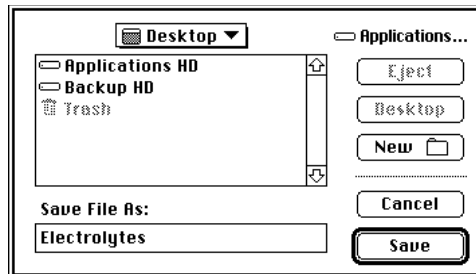 Desktop
Applications...
Applications HD
Backup HD
Trash
Eject
Desktop
New
Save File As:
Electrolytes
Cancel
Save